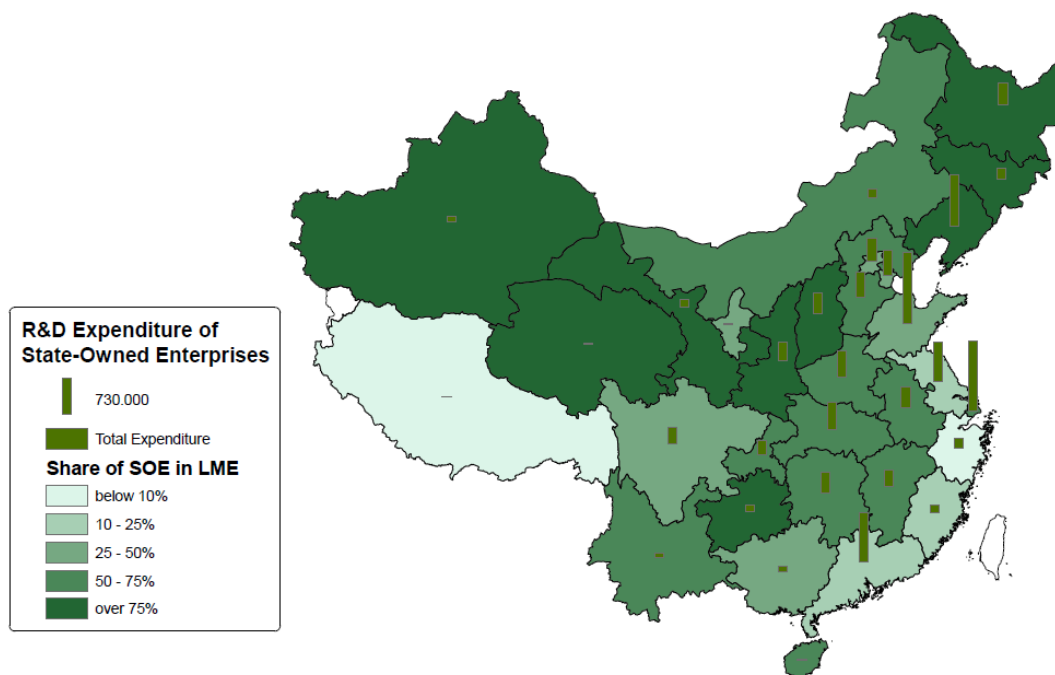 R&D Expenditure of
State-Owned Enterprises
730.000
Total Expenditure
Share of SOE in LME
below 10%
10 - 25%
25 - 50%
50 - 75%
over 75%